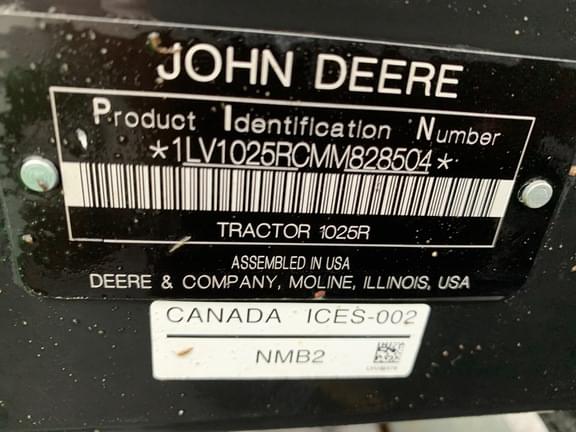 JOHN DEERE
Product Identification Number
*1LV1025RCMM828504*
TRACTOR 1025R
ASSEMBLED IN USA
DEERE & COMPANY, MOLINE, ILLINOIS, USA
CANADA ICES-002
NMB2